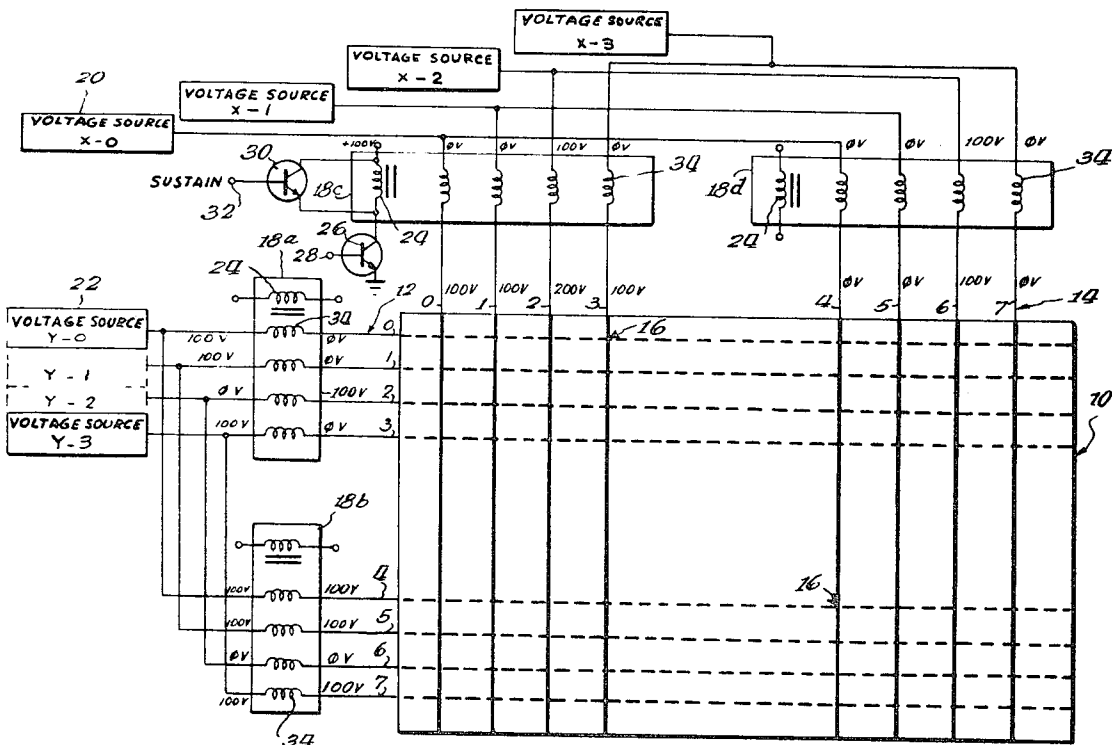 VOLTAGE SOURCE
X-3
VOLTAGE SOURCE
X-2
20
VOLTAGE SOURCE
X-1
VOLTAGE SOURCE
X-0
30
+100V
ØV
ØV
100V
ØV
ØV
ØV
100V
ØV
SUSTAIN
32
18c
34
18d
34
24
24
26
28
18a
24
22
12
0
100V
1
100V
2
200V
3
100V
4
ØV
5
ØV
6
100V
7
ØV
14
VOLTAGE SOURCE
Y-0
34
100V
ØV
0
16
Y-1
100V
ØV
1
Y-2
ØV
100V
2
10
VOLTAGE SOURCE
Y-3
100V
ØV
3
18b
100V
100V
4
16
100V
100V
5
ØV
ØV
6
100V
100V
7
34